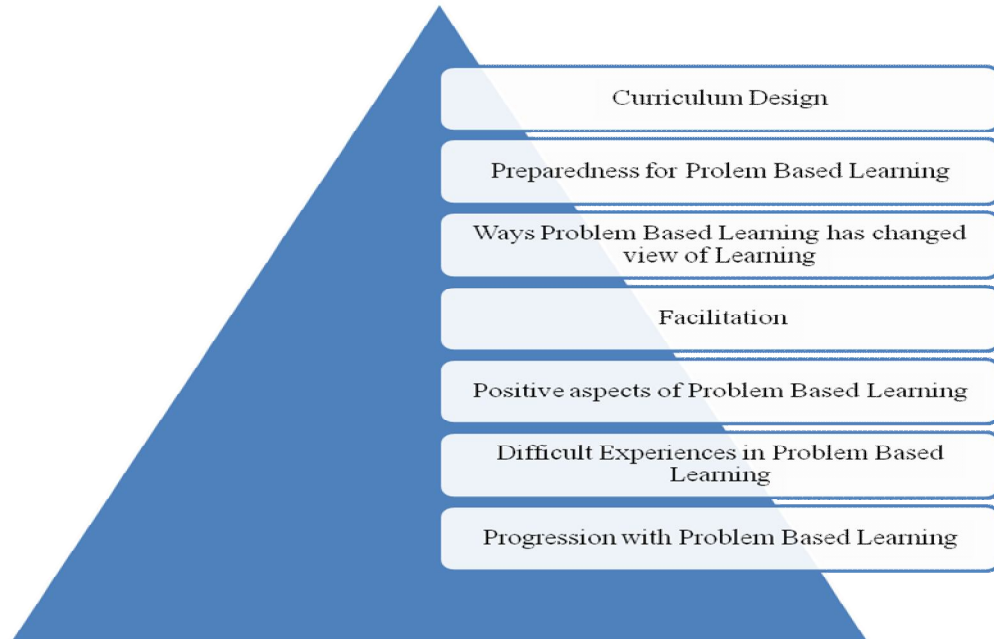 Curriculum Design
Preparedness for Prolem Based Learning
Ways Problem Based Learning has changed
view of Learning
Facilitation
Positive aspects of Problem Based Learning
Difficult Experiences in Problem Based
Learning
Progression with Problem Based Learning